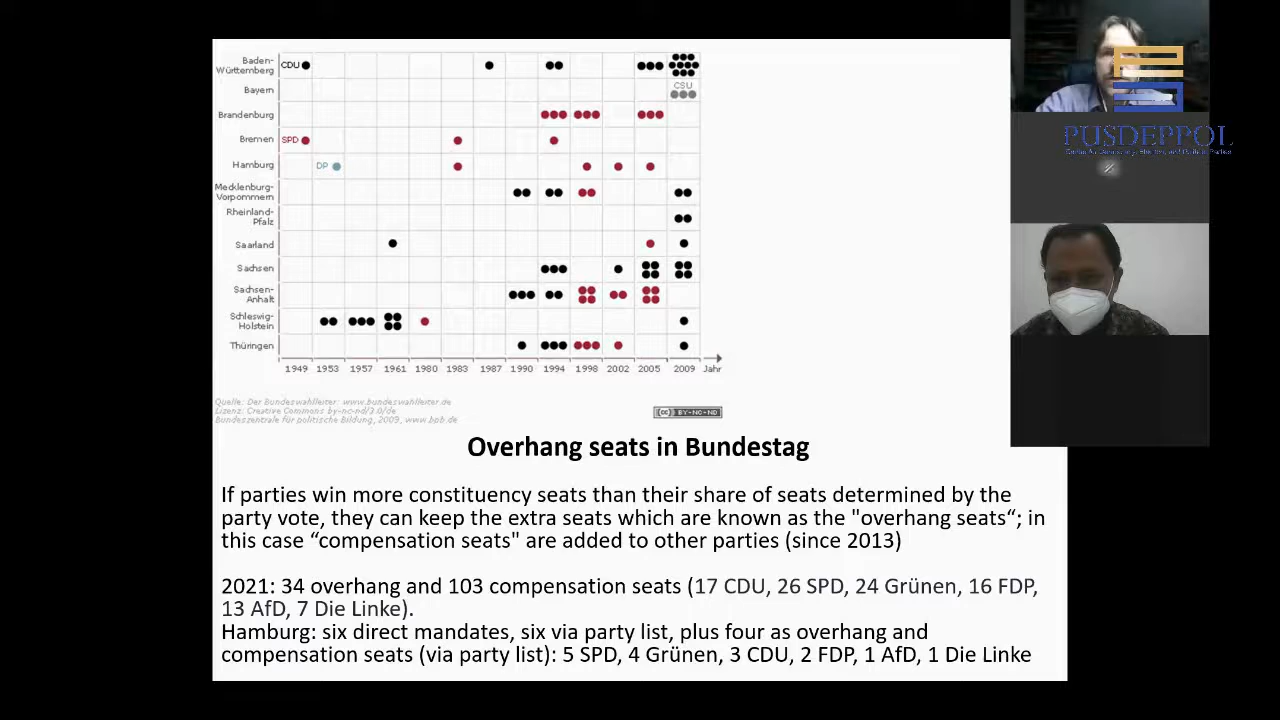 Baden-
Württemberg
CDU
Bayern
CSU
Brandenburg
Bremen
SPD
Hamburg
DP
Mecklenburg-
Vorpommern
Rheinland-
Pfalz
Saarland
Sachsen
Sachsen-
Anhalt
Schleswig-
Holstein
Thüringen
1949 1953 1957 1961 1980 1983 1987 1990 1994 1998 2002 2005 2009 Jahr
Quelle: Der Bundeswahlleiter: www.bundeswahlleiter.de
Lizenz: Creative Commons by-nc-nd/3.0/de
Bundeszentrale für politische Bildung, 2009, www.bpb.de
(cc) BY-NC-ND
Overhang seats in Bundestag
If parties win more constituency seats than their share of seats determined by the
party vote, they can keep the extra seats which are known as the "overhang seats“; in
this case “compensation seats" are added to other parties (since 2013)
2021: 34 overhang and 103 compensation seats (17 CDU, 26 SPD, 24 Grünen, 16 FDP,
13 AfD, 7 Die Linke).
Hamburg: six direct mandates, six via party list, plus four as overhang and
compensation seats (via party list): 5 SPD, 4 Grünen, 3 CDU, 2 FDP, 1 AfD, 1 Die Linke
PUSDEPPOL